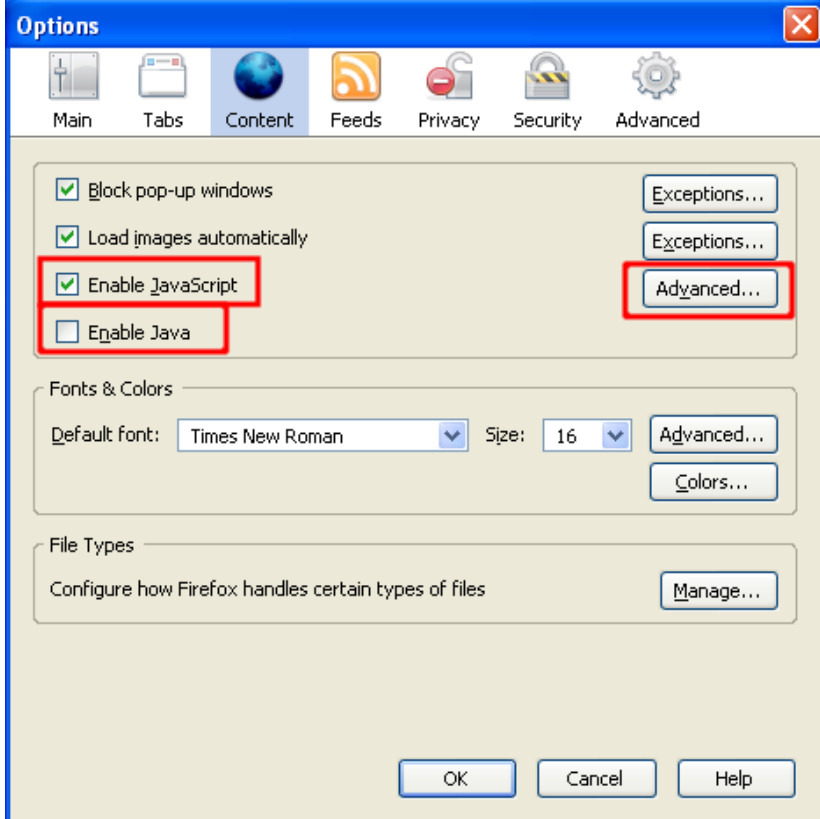 Options
Main Tabs Content Feeds Privacy Security Advanced
Block pop-up windows Exceptions...
Load images automatically Exceptions...
Enable JavaScript Advanced...
Enable Java
Fonts & Colors
Default font: Times New Roman Size: 16 Advanced...
Colors...
File Types
Configure how Firefox handles certain types of files Manage...
OK Cancel Help